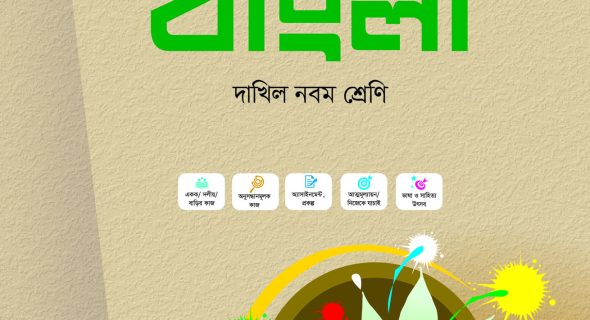 বাংলা
দাখিল নবম শ্রেণি
একক/ দলীয়/
বাড়ির কাজ
অনুসন্ধানমূলক
কাজ
অ্যাসাইনমেন্ট,
প্রকল্প
আত্মমূল্যায়ন/
নিজেকে যাচাই
ভাষা ও সাহিত্য
উৎসব